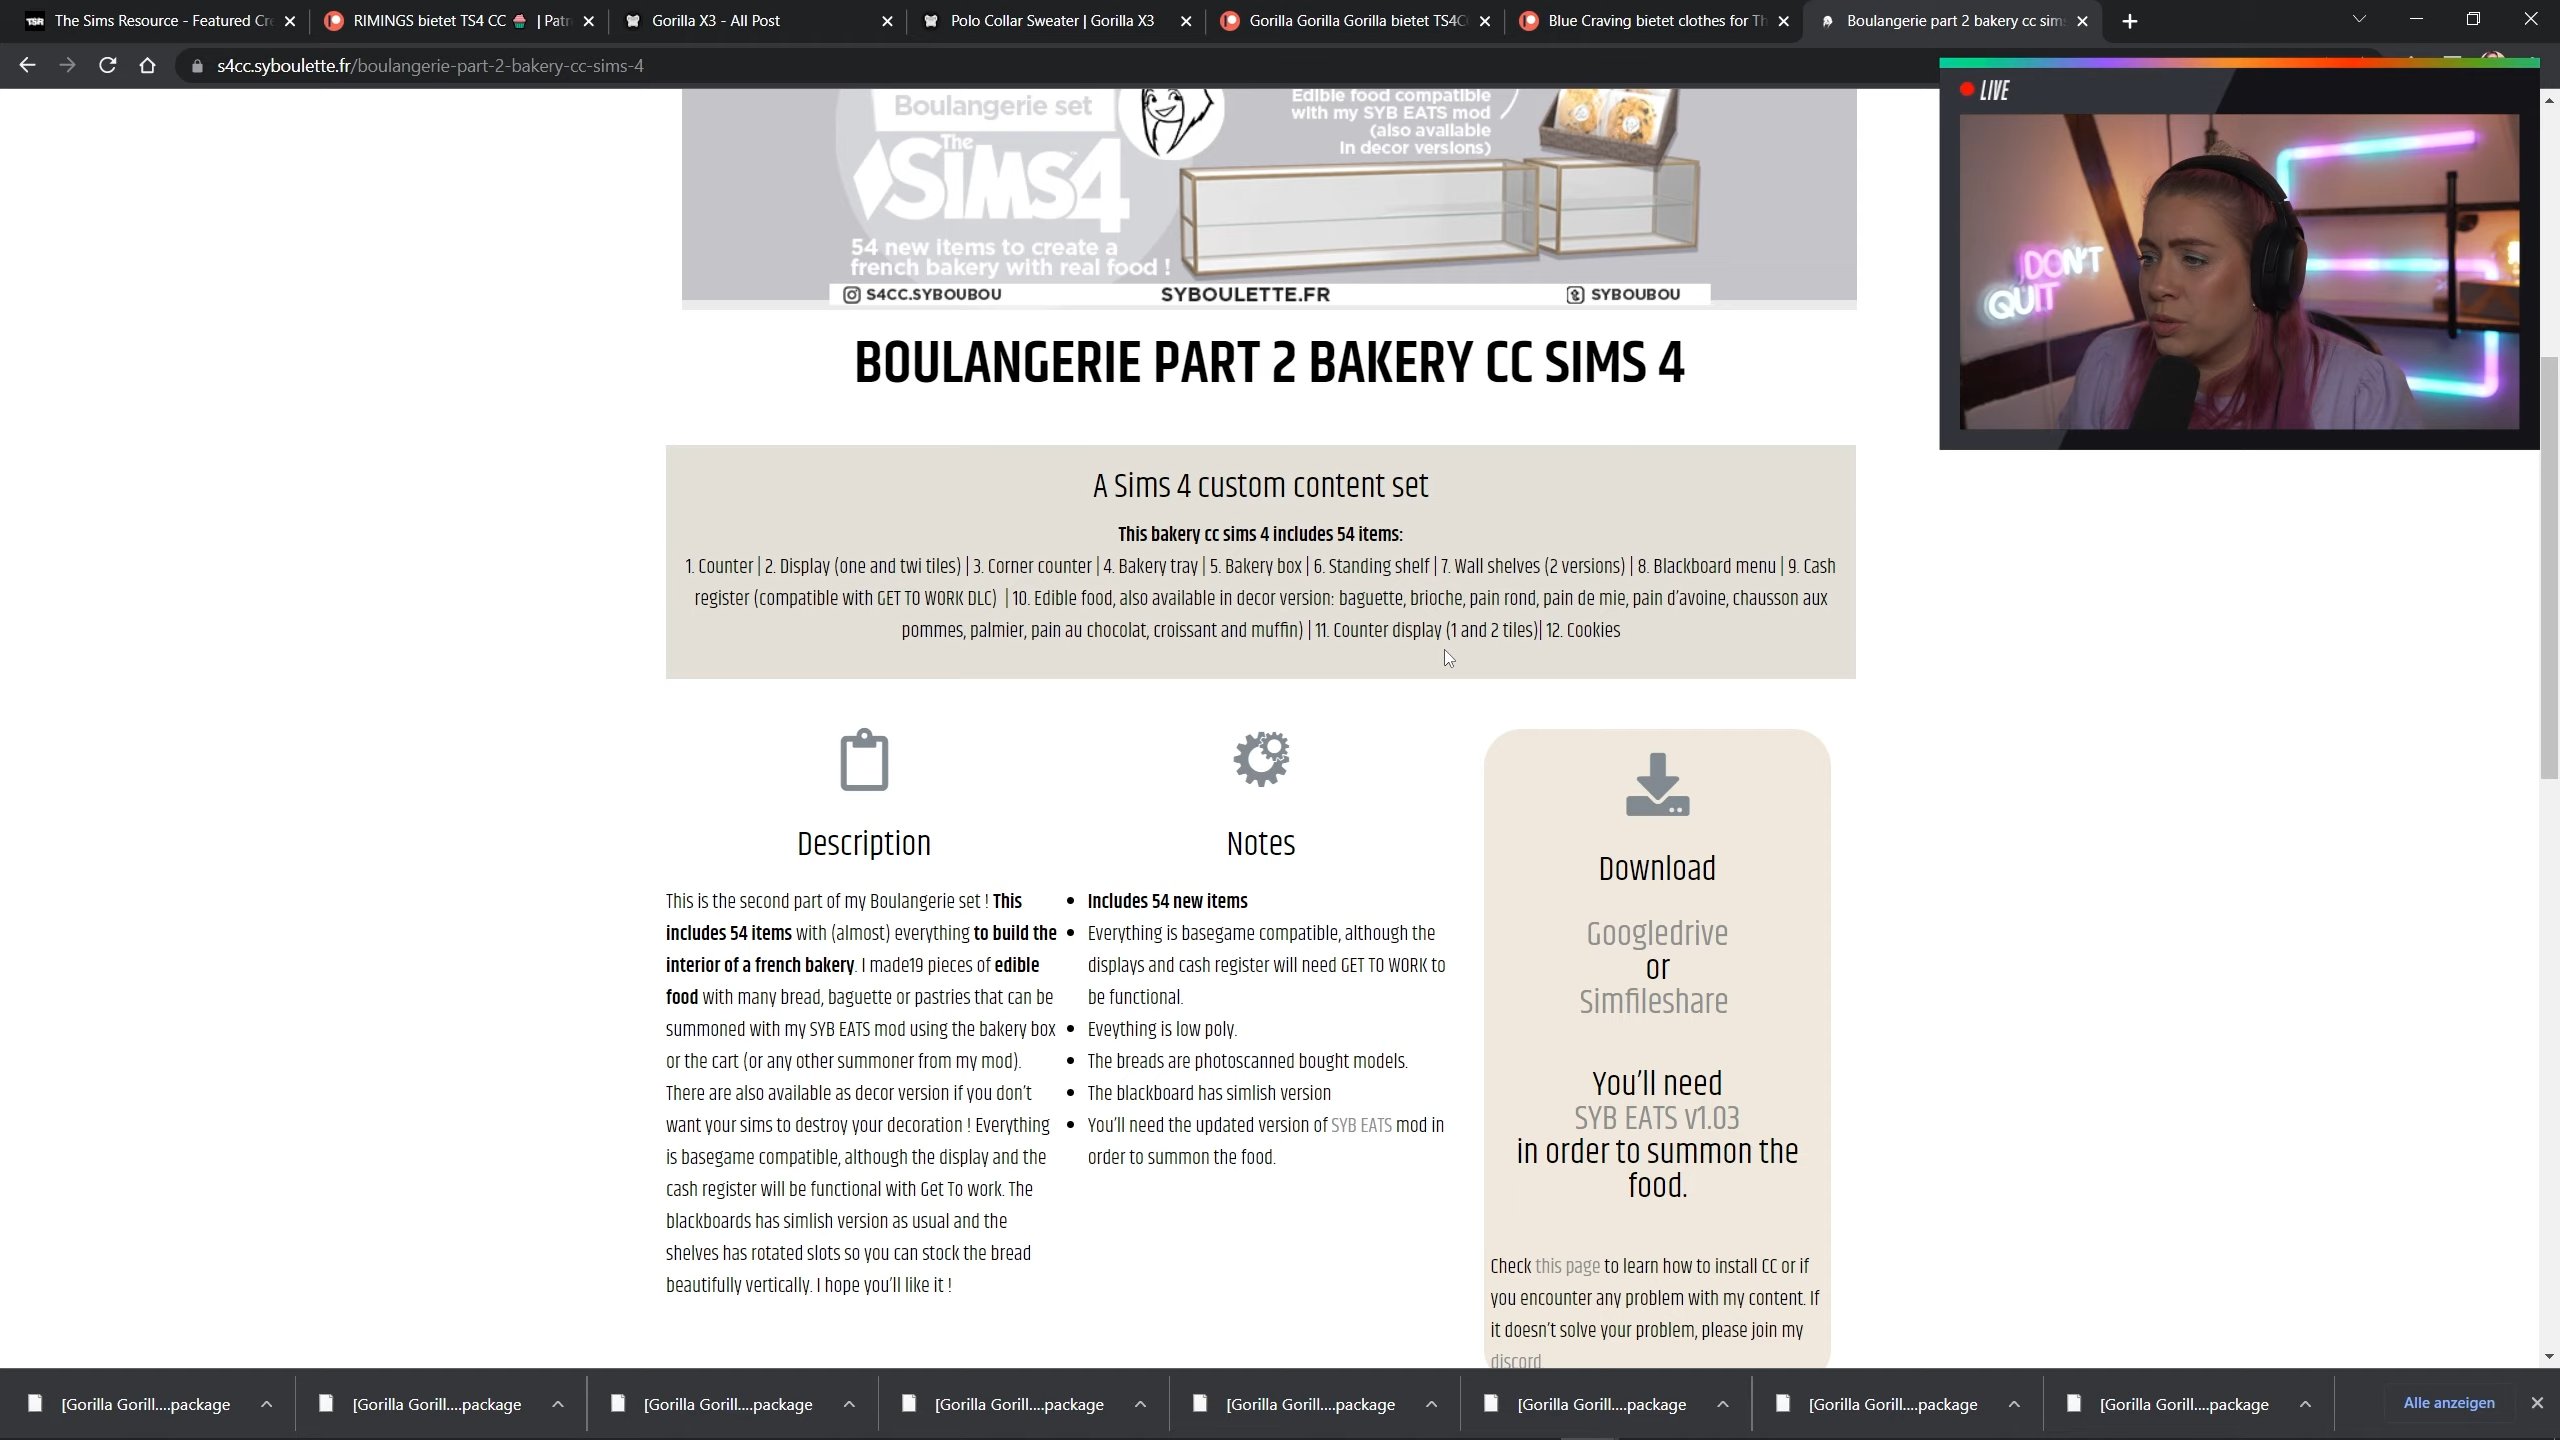 The Sims Resource - Featured Cr
RIMINGS bietet TS4 CC | Patr
Gorilla X3 - All Post
Polo Collar Sweater | Gorilla X3
Gorilla Gorilla Gorilla bietet TS4C
Blue Craving bietet clothes for Th
Boulangerie part 2 bakery cc sims
s4cc.syboulette.fr/boulangerie-part-2-bakery-cc-sims-4
LIVE
DON'T
QUIT
Boulangerie set
The
SIMS4
54 new items to create a
french bakery with real food !
Edible food compatible
with my SYB EATS mod
(also available
In decor versions)
S4CC.SYBOUBOU
SYBOULETTE.FR
SYBOUBOU
BOULANGERIE PART 2 BAKERY CC SIMS 4
A Sims 4 custom content set
This bakery cc sims 4 includes 54 items:
1. Counter | 2. Display (one and twi tiles) | 3. Corner counter | 4. Bakery tray | 5. Bakery box | 6. Standing shelf | 7. Wall shelves (2 versions) | 8. Blackboard menu | 9. Cash
register (compatible with GET TO WORK DLC) | 10. Edible food, also available in decor version: baguette, brioche, pain rond, pain de mie, pain d'avoine, chausson aux
pommes, palmier, pain au chocolat, croissant and muffin) | 11. Counter display (1 and 2 tiles)| 12. Cookies
Description
This is the second part of my Boulangerie set ! This
includes 54 items with (almost) everything to build the
interior of a french bakery. I made19 pieces of edible
food with many bread, baguette or pastries that can be
summoned with my SYB EATS mod using the bakery box
or the cart (or any other summoner from my mod).
There are also available as decor version if you don't
want your sims to destroy your decoration ! Everything
is basegame compatible, although the display and the
cash register will be functional with Get To work. The
blackboards has simlish version as usual and the
shelves has rotated slots so you can stock the bread
beautifully vertically. I hope you'll like it !
Notes
Includes 54 new items
Everything is basegame compatible, although the
displays and cash register will need GET TO WORK to
be functional.
Eveything is low poly.
The breads are photoscanned bought models.
The blackboard has simlish version
You'll need the updated version of SYB EATS mod in
order to summon the food.
Download
Googledrive
or
Simfileshare
You'll need
SYB EATS v1.03
in order to summon the
food.
Check this page to learn how to install CC or if
you encounter any problem with my content. If
it doesn't solve your problem, please join my
discord
[Gorilla Gorill....package
[Gorilla Gorill....package
[Gorilla Gorill....package
[Gorilla Gorill....package
[Gorilla Gorill....package
[Gorilla Gorill....package
[Gorilla Gorill....package
[Gorilla Gorill....package
Alle anzeigen